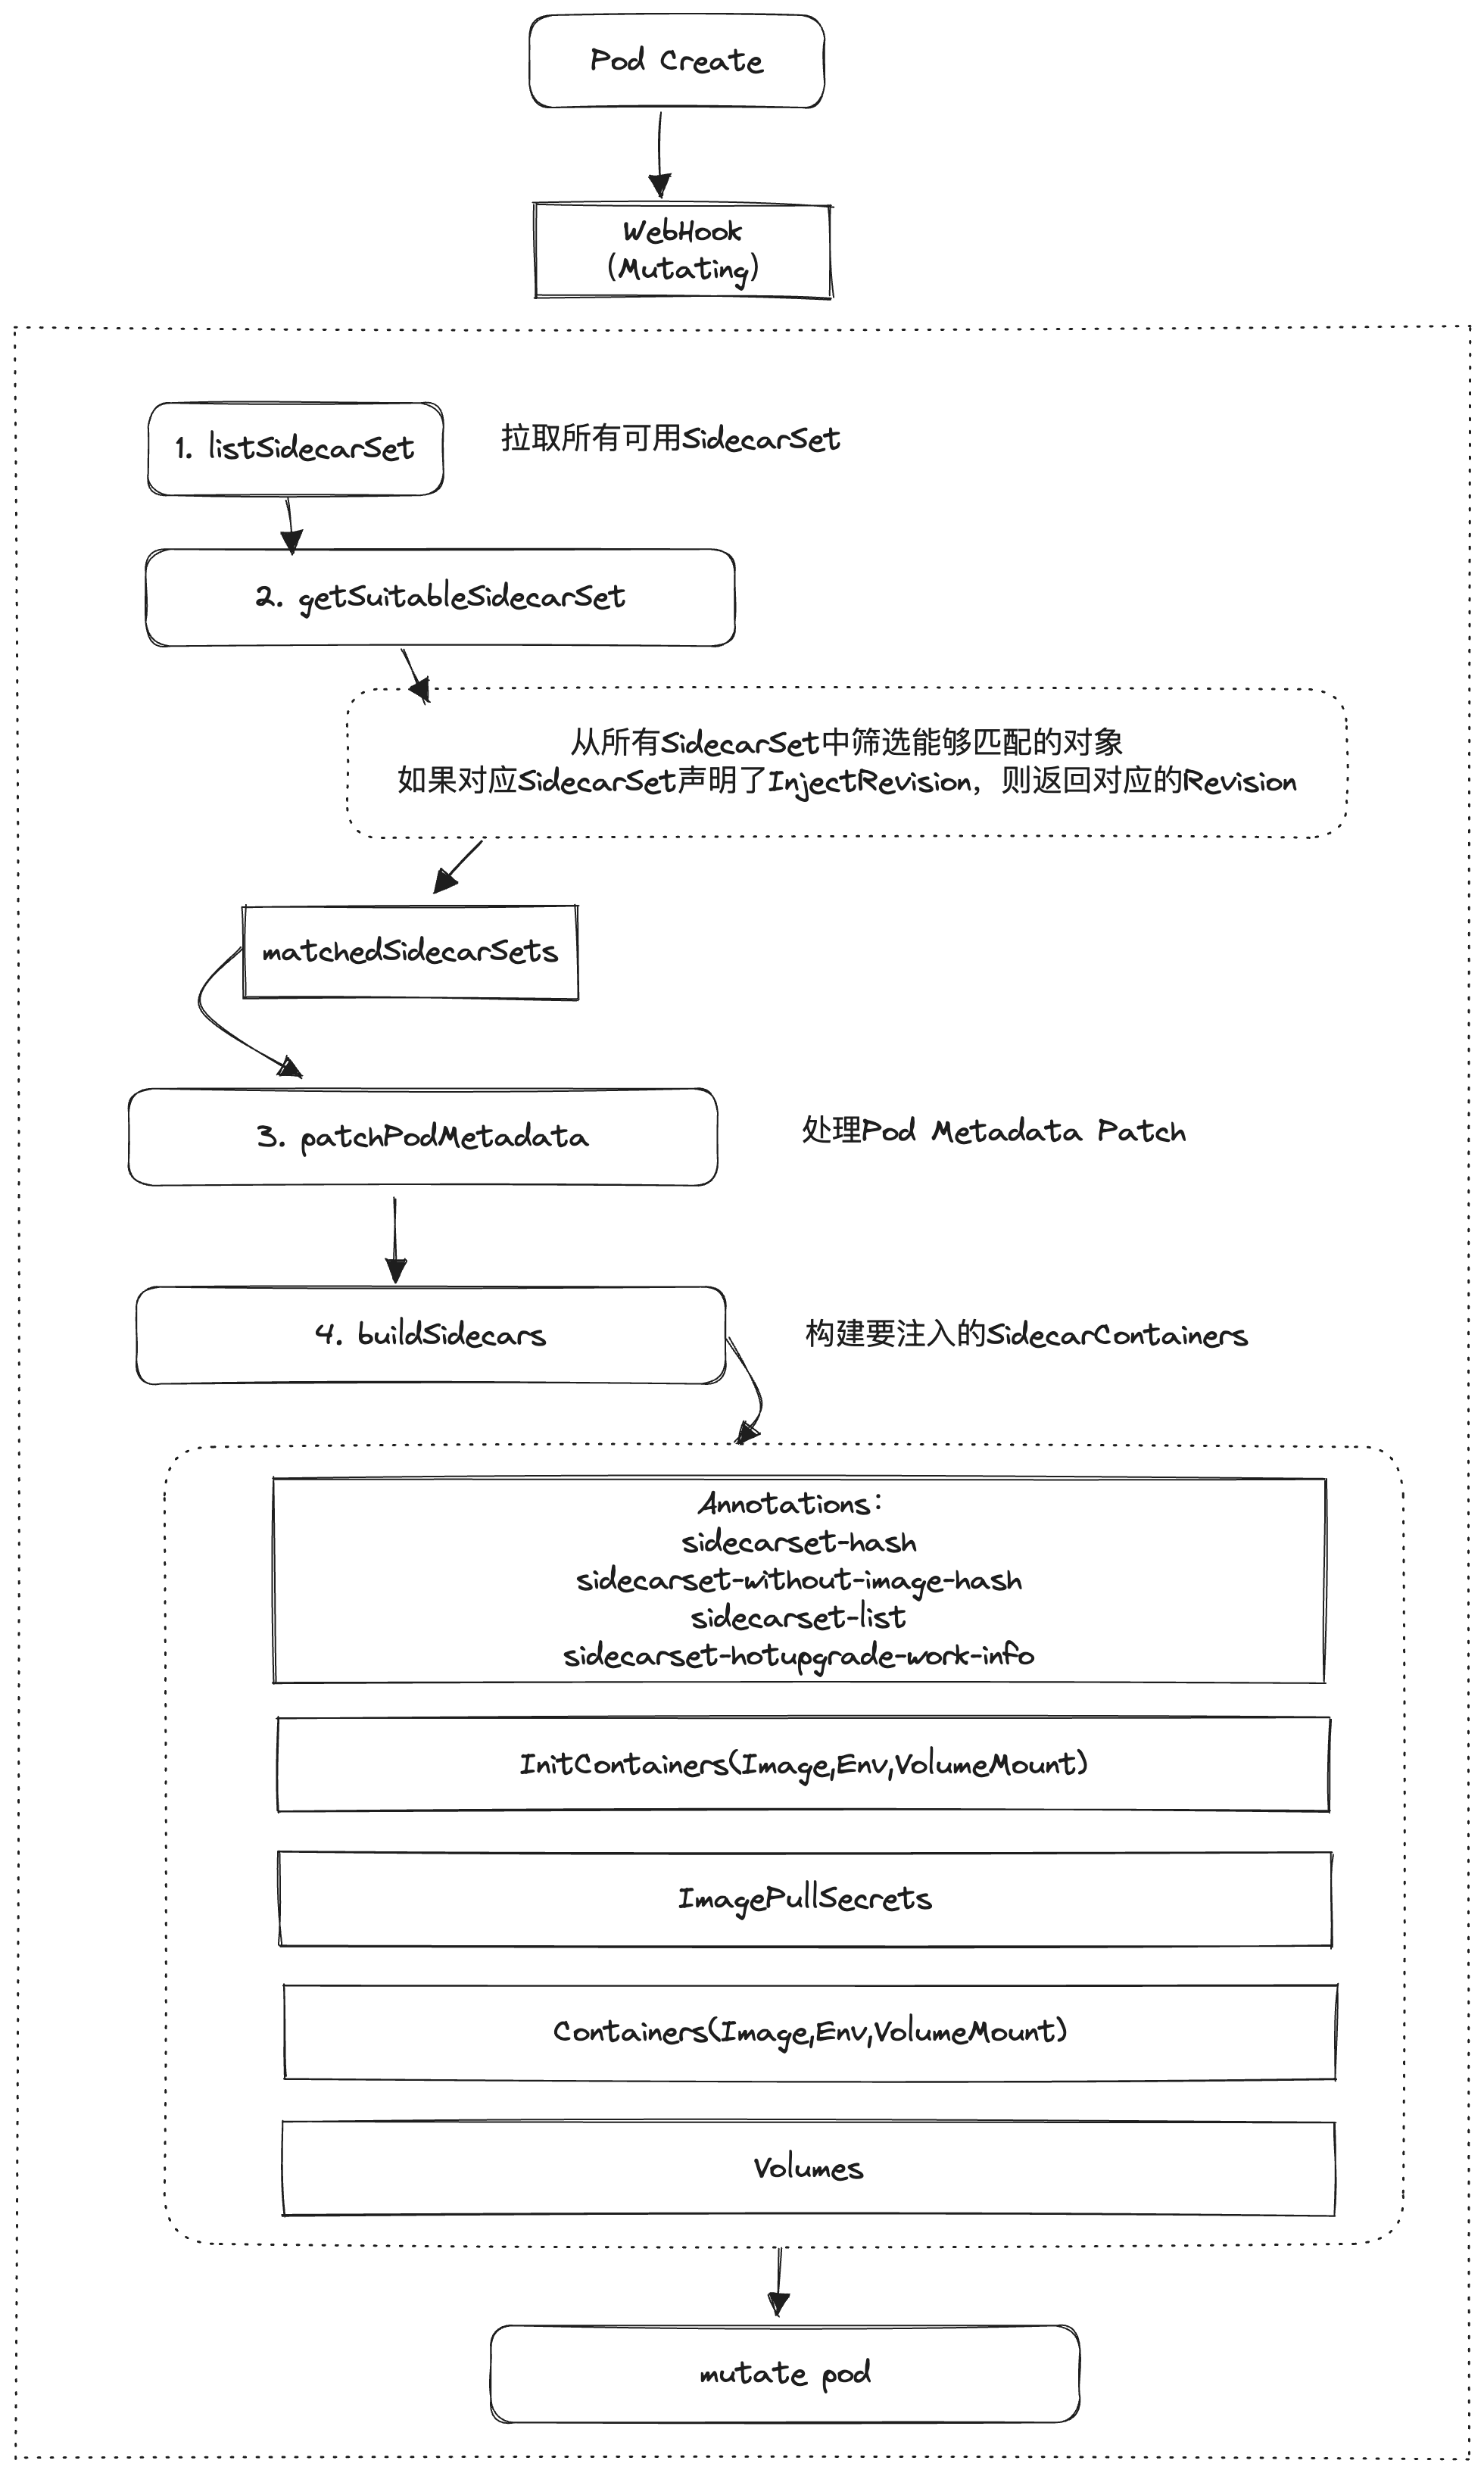 Pod Create
WebHook
(Mutating)
1. listSidecarSet
拉取所有可用SidecarSet
2. getSuitableSidecarSet
从所有SidecarSet中筛选能够匹配的对象
如果对应SidecarSet声明了InjectRevision，则返回对应的Revision
matchedSidecarSets
3. patchPodMetadata
处理Pod Metadata Patch
4. buildSidecars
构建要注入的SidecarContainers
Annotations:
sidecarset-hash
sidecarset-without-image-hash
sidecarset-list
sidecarset-hotupgrade-work-info
InitContainers(Image,Env,VolumeMount)
ImagePullSecrets
Containers(Image,Env,VolumeMount)
Volumes
mutate pod